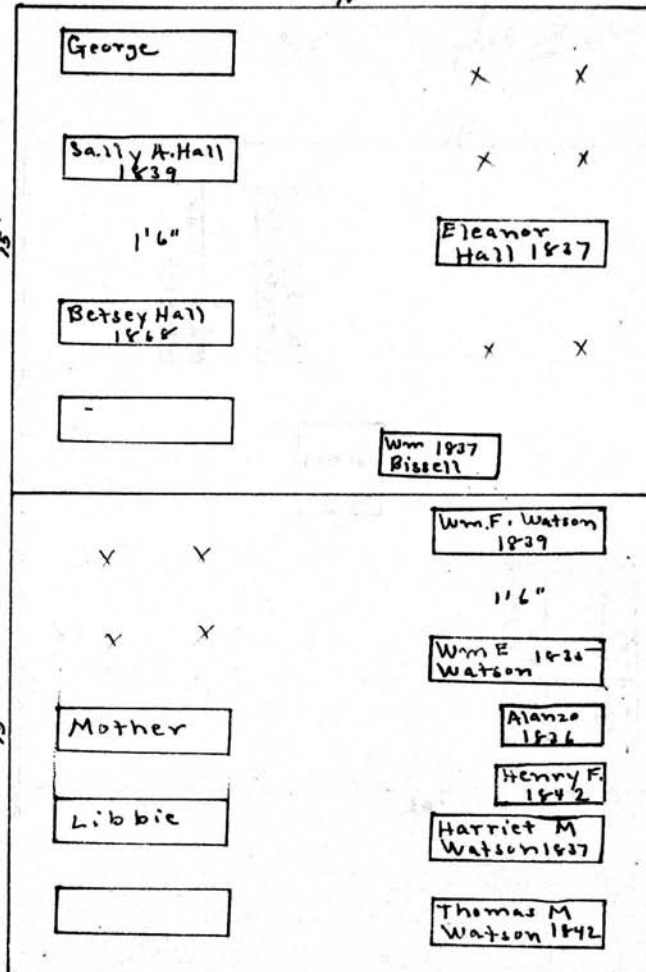 George
Sally A. Hall
1839
1'6"
Betsey Hall
1868
-
x x
x x
Eleanor
Hall 1837
x x
Wm 1837
Bissell
15'
x x
x x
Mother
Libbie
Wm. F. Watson
1839
1'6"
Wm E
Watson
Alanzo
1836
Henry F.
1842
Harriet M
Watson 1837
Thomas M
Watson 1842